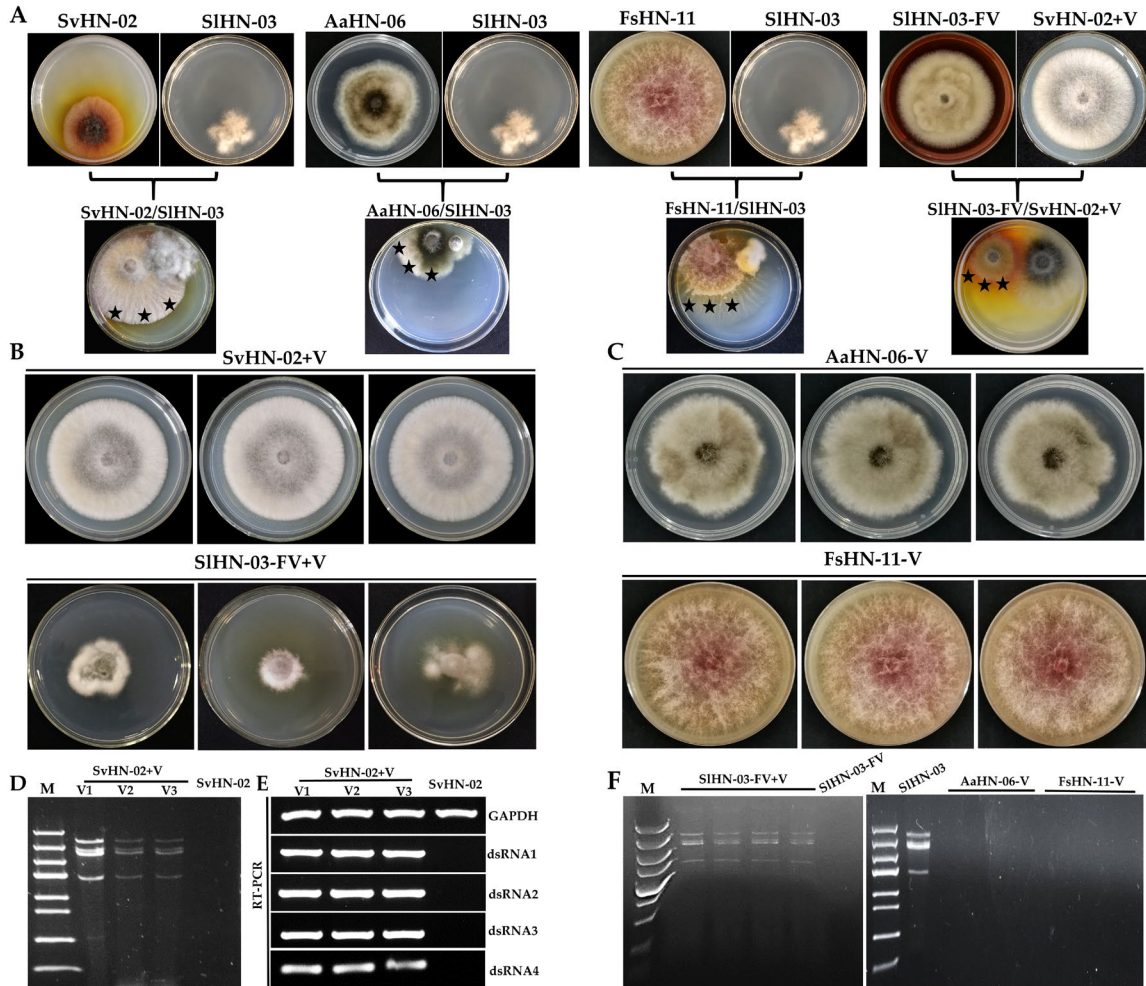 A
SvHN-02 SlHN-03 AaHN-06 SlHN-03 FsHN-11 SlHN-03 SlHN-03-FV SvHN-02+V
SvHN-02/SlHN-03 AaHN-06/SlHN-03 FsHN-11/SlHN-03 SlHN-03-FV/SvHN-02+V
B
SvHN-02+V
SlHN-03-FV+V
C
AaHN-06-V
FsHN-11-V
D
SvHN-02+V
M V1 V2 V3 SvHN-02
E
SvHN-02+V
V1 V2 V3 SvHN-02
RT-PCR
GAPDH
dsRNA1
dsRNA2
dsRNA3
dsRNA4
F
M SlHN-03-FV+V SlHN-03-FV
M SlHN-03 AaHN-06-V FsHN-11-V